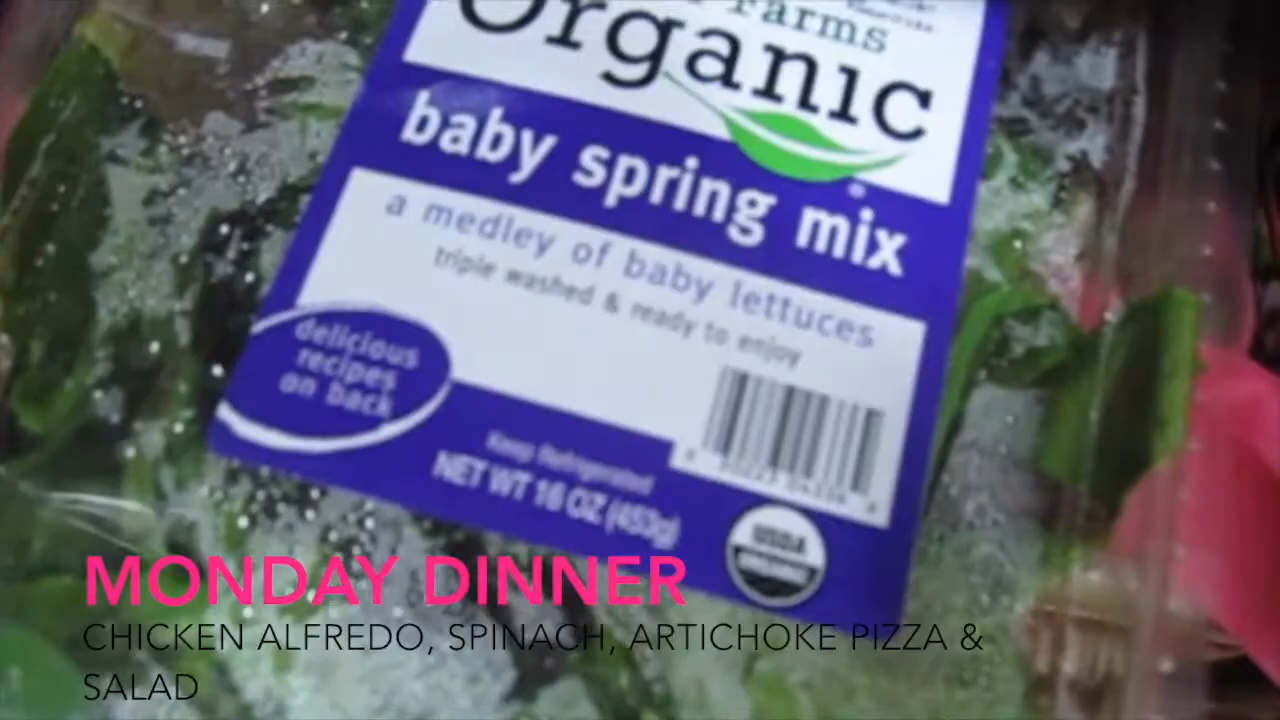 Farms
Organic
baby spring mix
a medley of baby lettuces
triple washed & ready to enjoy
delicious
recipes
on back
Keep Refrigerated
NET WT 16 OZ (453g)
USDA
ORGANIC
MONDAY DINNER
CHICKEN ALFREDO, SPINACH, ARTICHOKE PIZZA &
SALAD